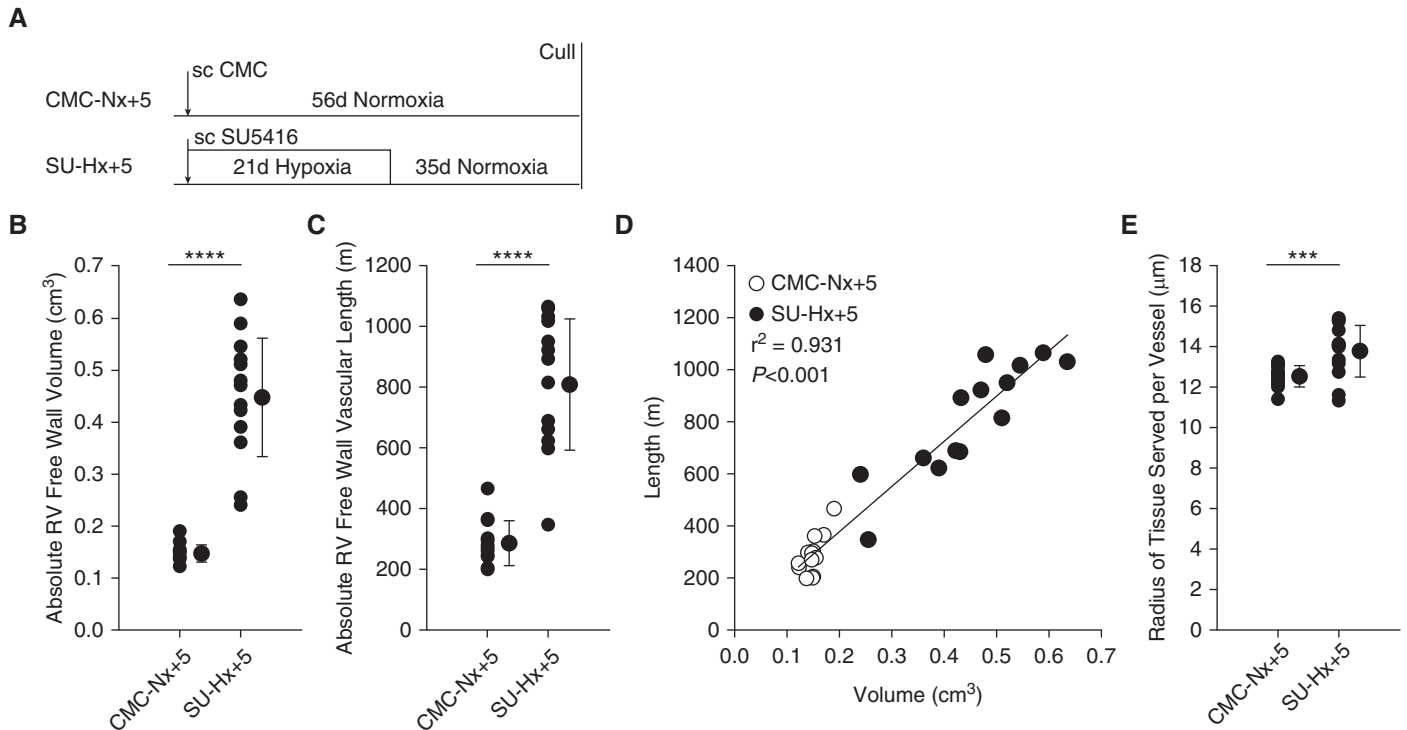 A
Cull
sc CMC
CMC-Nx+5
56d Normoxia
sc SU5416
SU-Hx+5
21d Hypoxia
35d Normoxia
B
****
Absolute RV Free Wall Volume (cm³)
0.7
0.6
0.5
0.4
0.3
0.2
0.1
0.0
CMC-Nx+5
SU-Hx+5
C
****
Absolute RV Free Wall Vascular Length (m)
1200
1000
800
600
400
200
0
CMC-Nx+5
SU-Hx+5
D
CMC-Nx+5
SU-Hx+5
r² = 0.931
P<0.001
Length (m)
1400
1200
1000
800
600
400
200
0
0.0 0.1 0.2 0.3 0.4 0.5 0.6 0.7
Volume (cm³)
E
***
Radius of Tissue Served per Vessel (μm)
18
16
14
12
10
8
6
4
2
0
CMC-Nx+5
SU-Hx+5